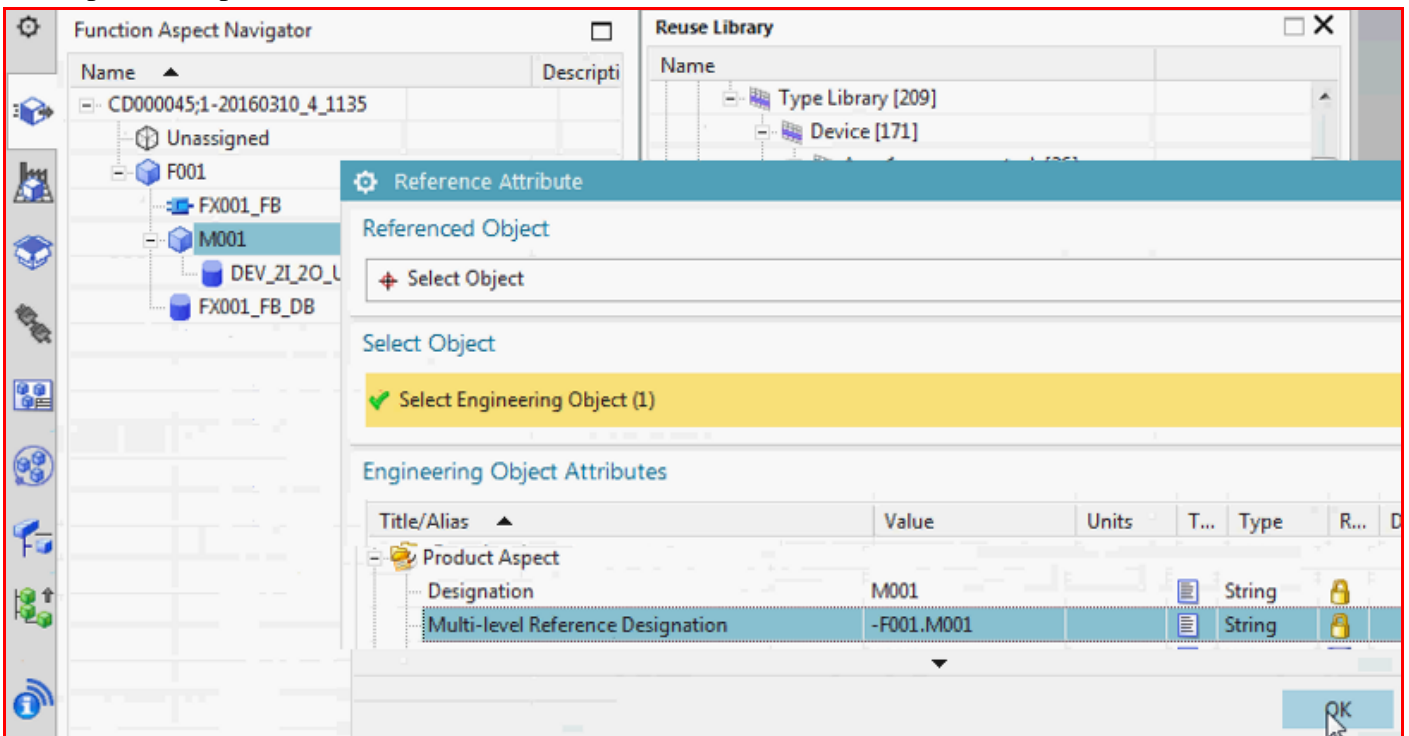 Function Aspect Navigator
Reuse Library
Name
Descripti
Name
CD000045;1-20160310_4_1135
Type Library [209]
Unassigned
Device [171]
F001
Reference Attribute
FX001_FB
Referenced Object
M001
DEV_2I_2O_U
Select Object
FX001_FB_DB
Select Object
Select Engineering Object (1)
Engineering Object Attributes
Title/Alias Value Units T... Type R... D
Product Aspect
Designation M001 String
Multi-level Reference Designation -F001.M001 String
OK